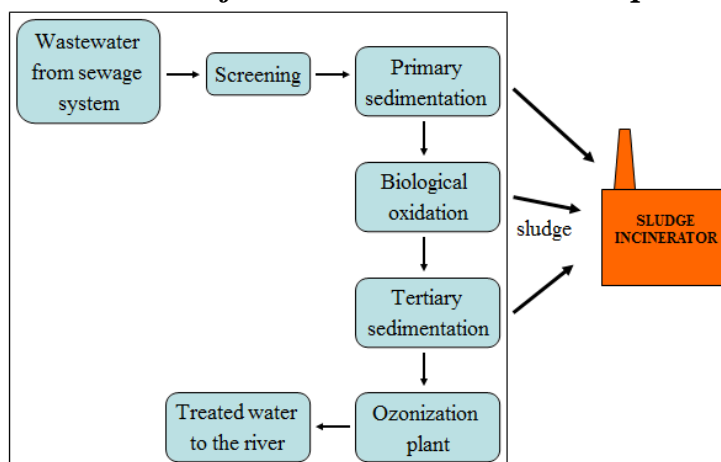 Wastewater
from sewage
system
Screening
Primary
sedimentation
Biological
oxidation
sludge
SLUDGE
INCINERATOR
Tertiary
sedimentation
Treated water
to the river
Ozonization
plant